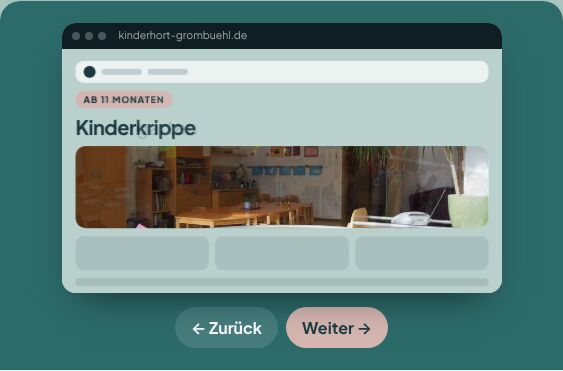 kinderhort-grombuehl.de
AB 11 MONATEN
Kinderkrippe
← Zurück
Weiter →